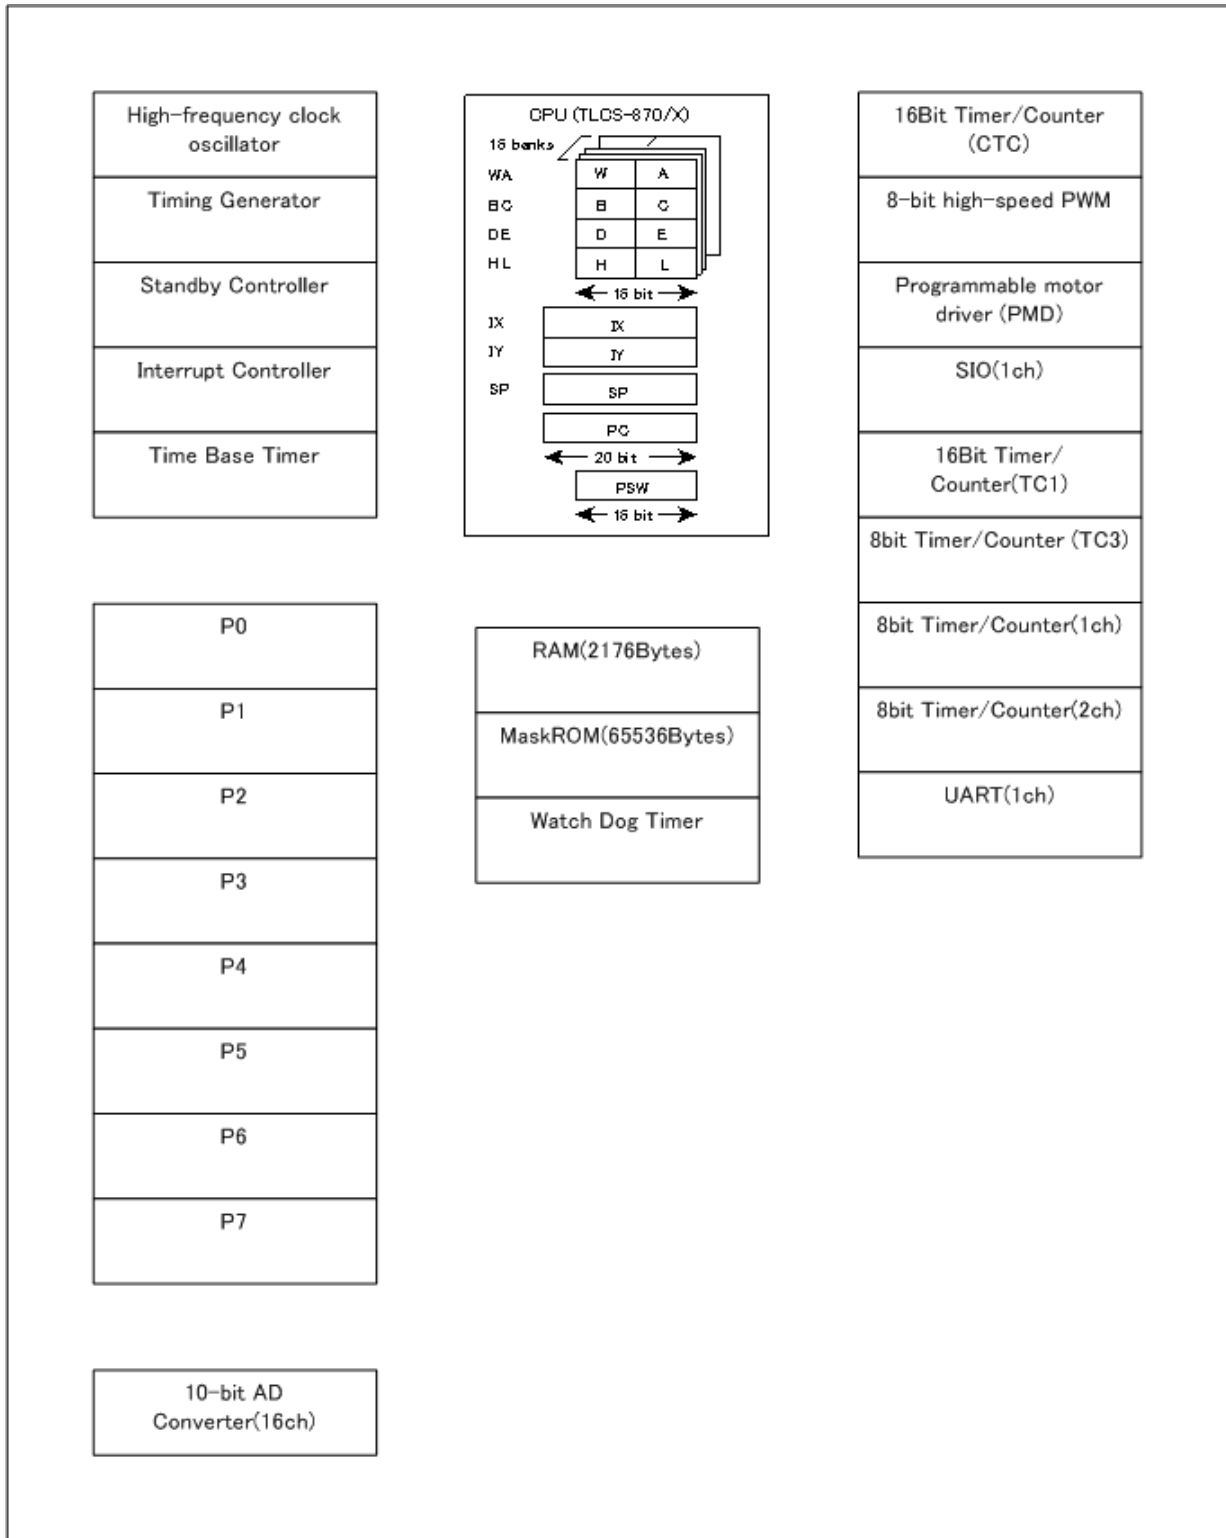 High-frequency clock
oscillator
Timing Generator
Standby Controller
Interrupt Controller
Time Base Timer
P0
P1
P2
P3
P4
P5
P6
P7
10-bit AD
Converter(16ch)
CPU (TLCS-870/X)
16 banks
WA W A
BC B C
DE D E
HL H L
16 bit
IX IX
IY IY
SP SP
PC
20 bit
PSW
16 bit
RAM(2176Bytes)
MaskROM(65536Bytes)
Watch Dog Timer
16Bit Timer/Counter
(CTC)
8-bit high-speed PWM
Programmable motor
driver (PMD)
SIO(1ch)
16Bit Timer/
Counter(TC1)
8bit Timer/Counter (TC3)
8bit Timer/Counter(1ch)
8bit Timer/Counter(2ch)
UART(1ch)